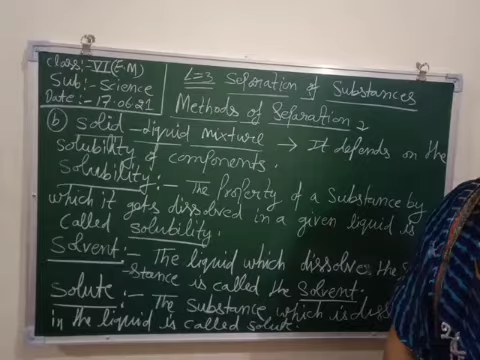 Class:- VI (E.M)
Sub:- Science
Date:- 17.06.21
L=3 Separation of Substances
Methods of Separation
(b) Solid - liquid mixture → It depends on the
solubility of components.
Solubility:- The Property of a Substance by
which it gets dissolved in a given liquid is
called solubility.
Solvent:- The liquid which dissolves the
-stance is called the Solvent.
Solute:- The Substance which is
in the liquid is called solute.